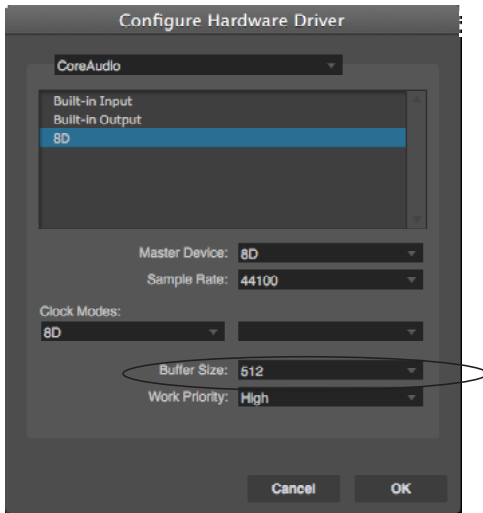 Configure Hardware Driver
CoreAudio
Built-in Input
Built-in Output
8D
Master Device: 8D
Sample Rate: 44100
Clock Modes:
8D
Buffer Size: 512
Work Priority: High
Cancel OK